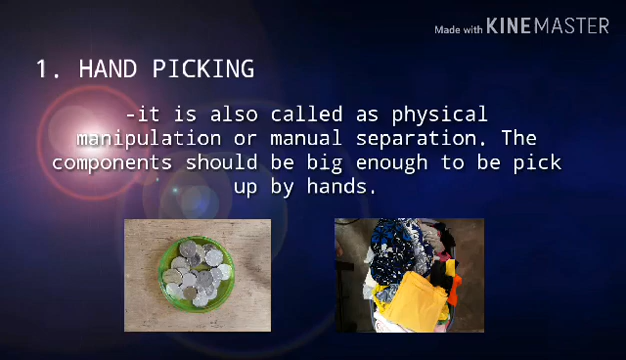 Made with KINEMASTER
1. HAND PICKING
-it is also called as physical
manipulation or manual separation. The
components should be big enough to be pick
up by hands.